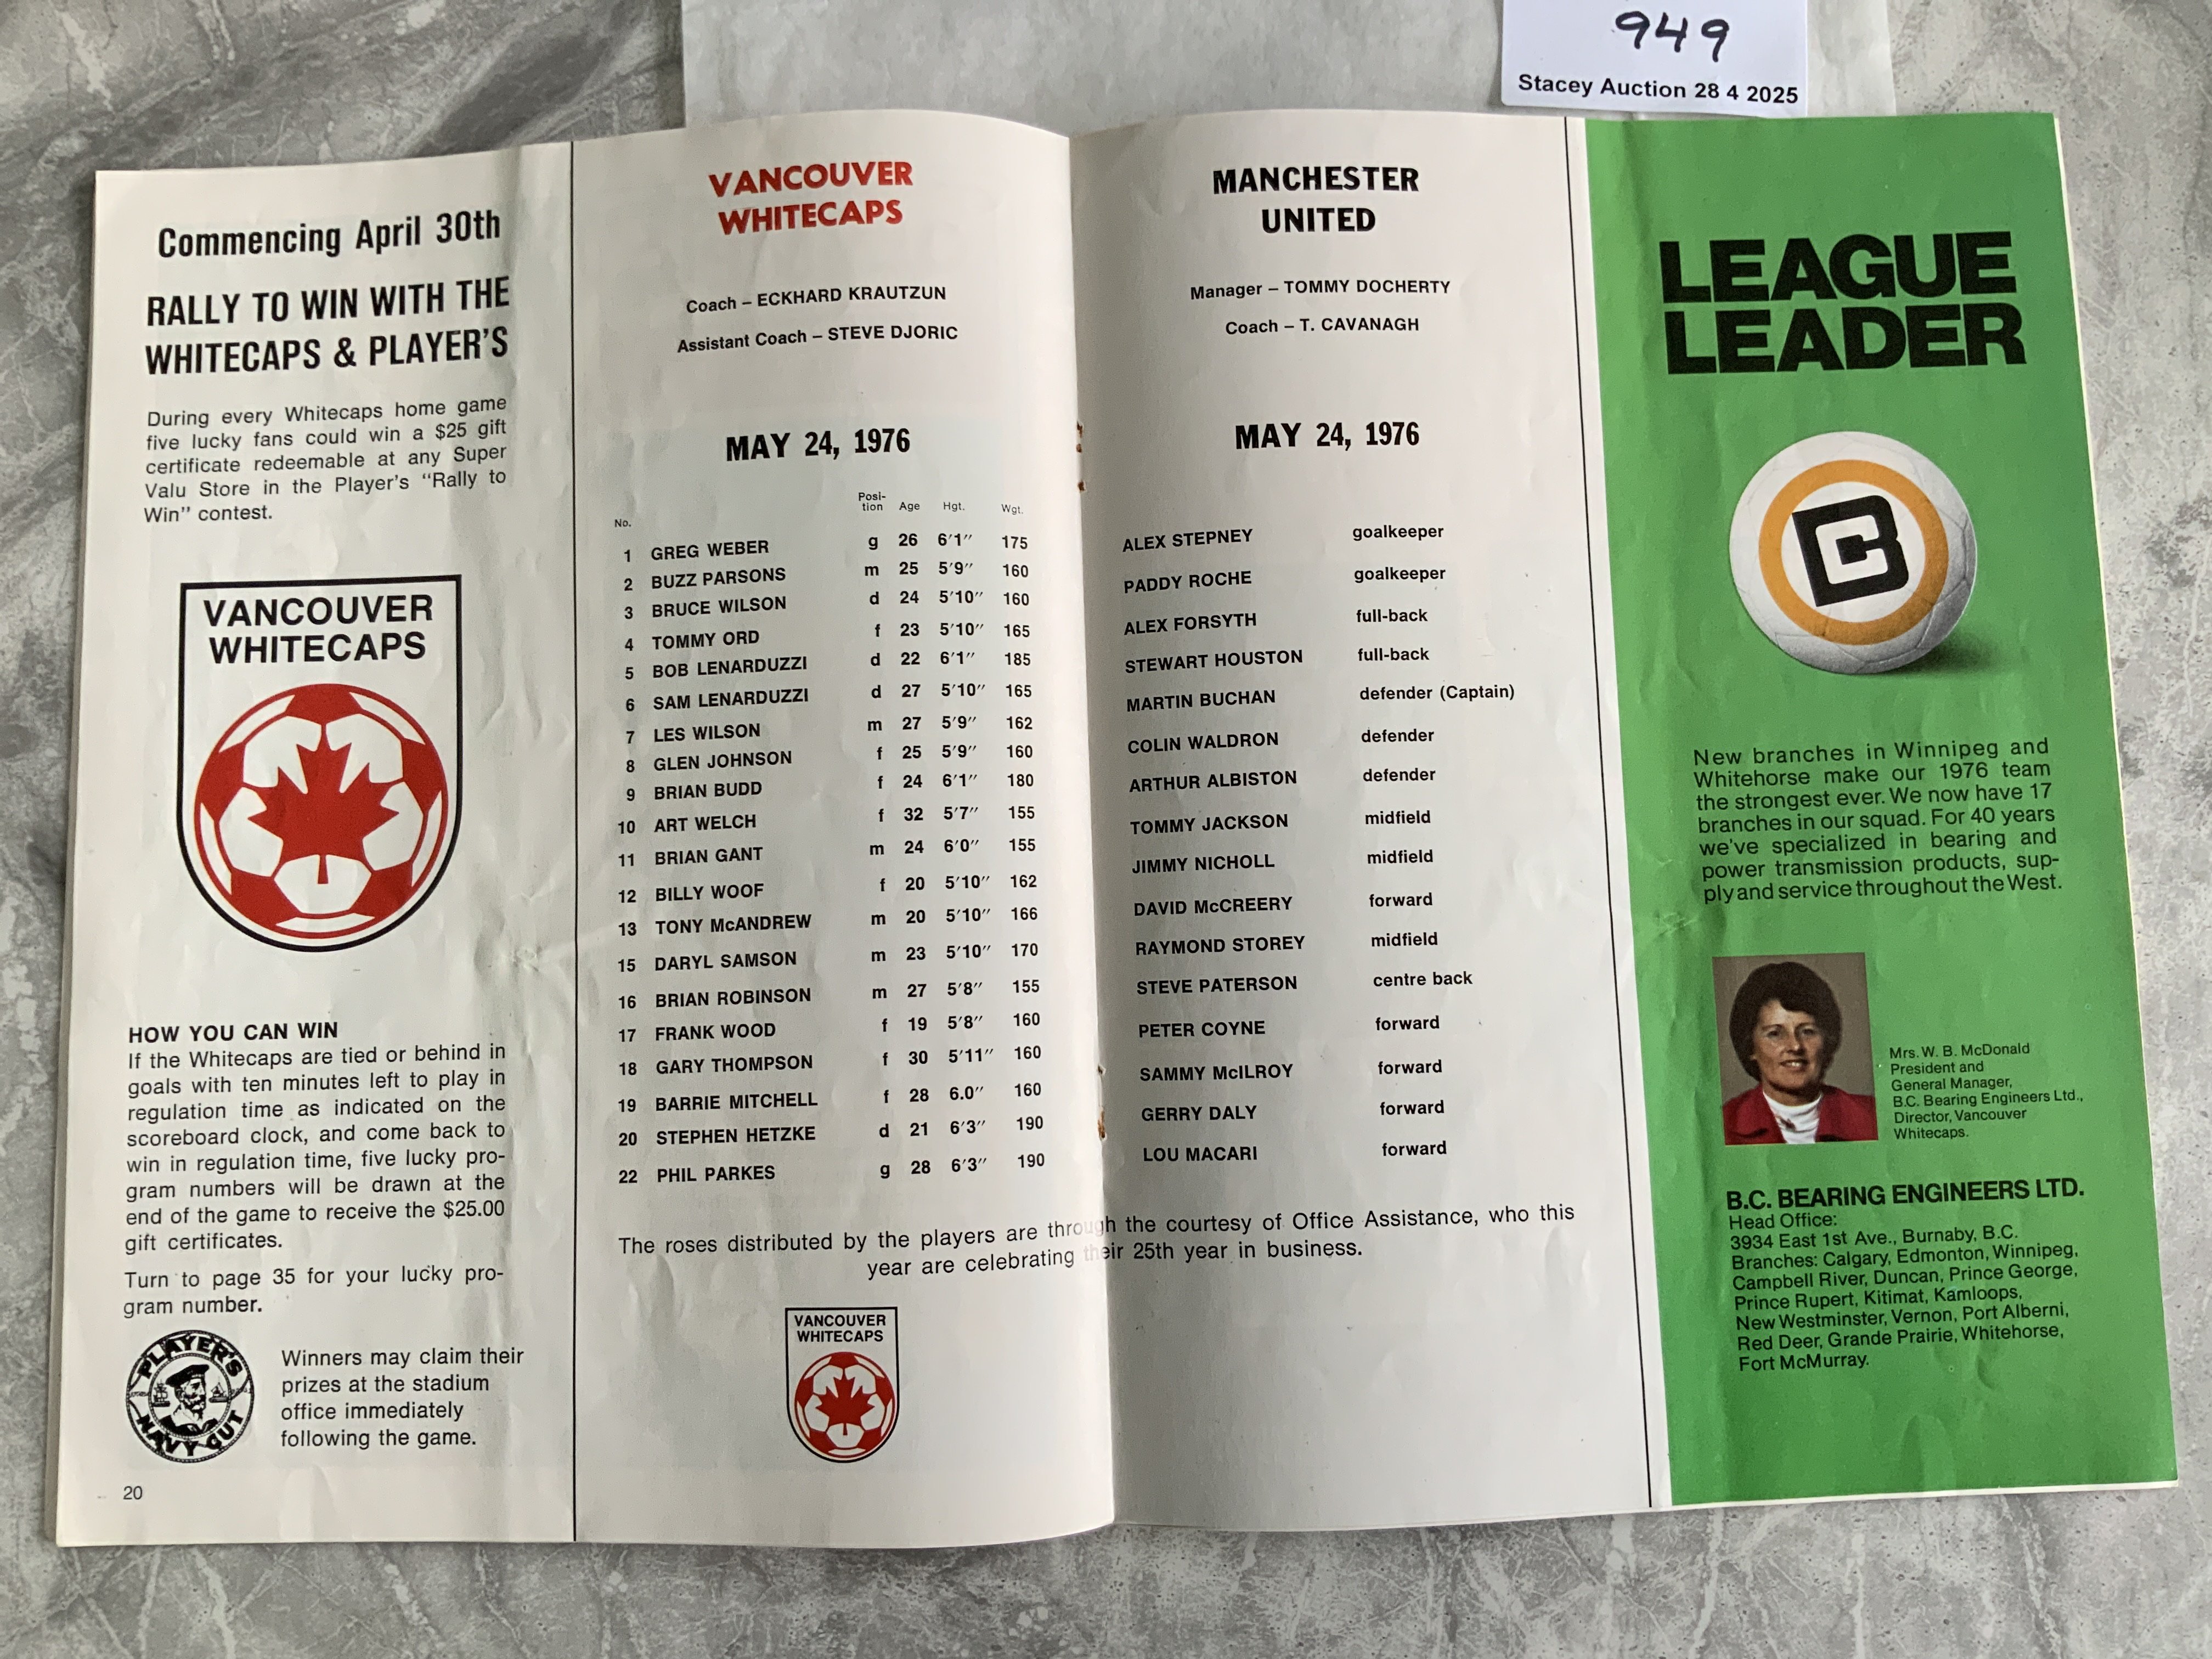 949
Stacey Auction 28 4 2025
Commencing April 30th
RALLY TO WIN WITH THE
WHITECAPS & PLAYER'S
During every Whitecaps home game
five lucky fans could win a $25 gift
certificate redeemable at any Super
Valu Store in the Player's "Rally to
Win" contest.
VANCOUVER
WHITECAPS
HOW YOU CAN WIN
If the Whitecaps are tied or behind in
goals with ten minutes left to play in
regulation time as indicated on the
scoreboard clock, and come back to
win in regulation time, five lucky pro-
gram numbers will be drawn at the
end of the game to receive the $25.00
gift certificates.
Turn to page 35 for your lucky pro-
gram number.
PLAYER'S
NAVY CUT
Winners may claim their
prizes at the stadium
office immediately
following the game.
20
VANCOUVER
WHITECAPS
Coach – ECKHARD KRAUTZUN
Assistant Coach – STEVE DJORIC
MAY 24, 1976
No. Posi-tion Age Hgt. Wgt.
1 GREG WEBER g 26 6'1" 175
2 BUZZ PARSONS m 25 5'9" 160
3 BRUCE WILSON d 24 5'10" 160
4 TOMMY ORD f 23 5'10" 165
5 BOB LENARDUZZI d 22 6'1" 185
6 SAM LENARDUZZI d 27 5'10" 165
7 LES WILSON m 27 5'9" 162
8 GLEN JOHNSON f 25 5'9" 160
9 BRIAN BUDD f 24 6'1" 180
10 ART WELCH f 32 5'7" 155
11 BRIAN GANT m 24 6'0" 155
12 BILLY WOOF f 20 5'10" 162
13 TONY McANDREW m 20 5'10" 166
15 DARYL SAMSON m 23 5'10" 170
16 BRIAN ROBINSON m 27 5'8" 155
17 FRANK WOOD f 19 5'8" 160
18 GARY THOMPSON f 30 5'11" 160
19 BARRIE MITCHELL f 28 6.0" 160
20 STEPHEN HETZKE d 21 6'3" 190
22 PHIL PARKES g 28 6'3" 190
MANCHESTER
UNITED
Manager – TOMMY DOCHERTY
Coach – T. CAVANAGH
MAY 24, 1976
ALEX STEPNEY goalkeeper
PADDY ROCHE goalkeeper
ALEX FORSYTH full-back
STEWART HOUSTON full-back
MARTIN BUCHAN defender (Captain)
COLIN WALDRON defender
ARTHUR ALBISTON defender
TOMMY JACKSON midfield
JIMMY NICHOLL midfield
DAVID McCREERY forward
RAYMOND STOREY midfield
STEVE PATERSON centre back
PETER COYNE forward
SAMMY McILROY forward
GERRY DALY forward
LOU MACARI forward
The roses distributed by the players are through the courtesy of Office Assistance, who this
year are celebrating their 25th year in business.
VANCOUVER
WHITECAPS
LEAGUE
LEADER
BC
New branches in Winnipeg and
Whitehorse make our 1976 team
the strongest ever. We now have 17
branches in our squad. For 40 years
we've specialized in bearing and
power transmission products, sup-
ply and service throughout the West.
Mrs. W. B. McDonald
President and
General Manager,
B.C. Bearing Engineers Ltd.,
Director, Vancouver
Whitecaps.
B.C. BEARING ENGINEERS LTD.
Head Office:
3934 East 1st Ave., Burnaby, B.C.
Branches: Calgary, Edmonton, Winnipeg,
Campbell River, Duncan, Prince George,
Prince Rupert, Kitimat, Kamloops,
New Westminster, Vernon, Port Alberni,
Red Deer, Grande Prairie, Whitehorse,
Fort McMurray.